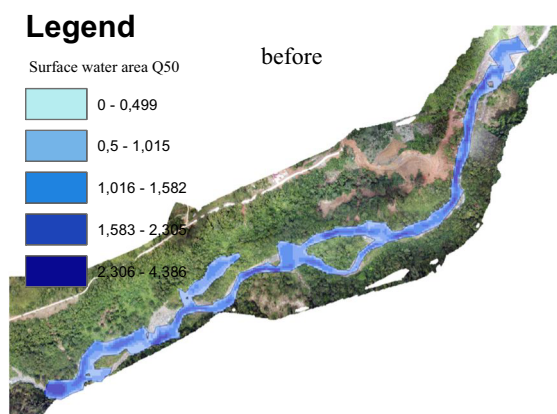 Legend
Surface water area Q50
before
0 - 0,499
0,5 - 1,015
1,016 - 1,582
1,583 - 2,305
2,306 - 4,386